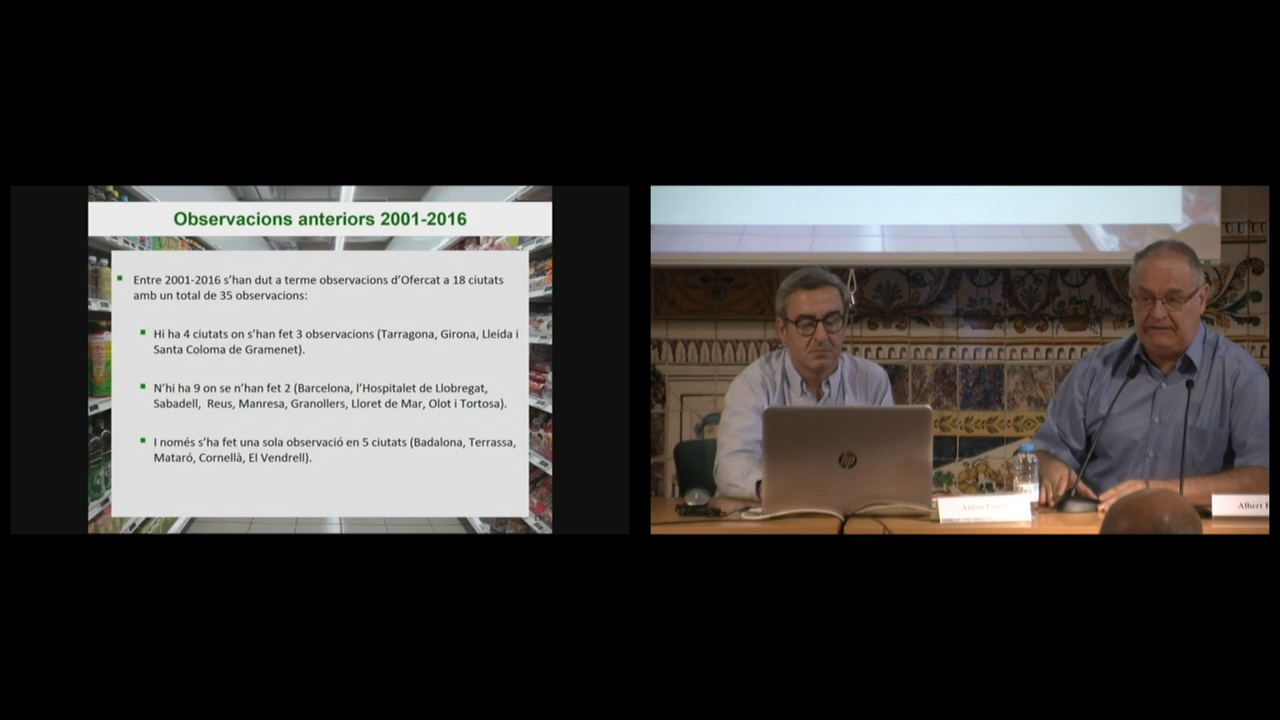 Observacions anteriors 2001-2016
Entre 2001-2016 s’han dut a terme observacions d’Ofercat a 18 ciutats
amb un total de 35 observacions:
Hi ha 4 ciutats on s’han fet 3 observacions (Tarragona, Girona, Lleida i
Santa Coloma de Gramenet).
N’hi ha 9 on se n’han fet 2 (Barcelona, l’Hospitalet de Llobregat,
Sabadell, Reus, Manresa, Granollers, Lloret de Mar, Olot i Tortosa).
I només s’ha fet una sola observació en 5 ciutats (Badalona, Terrassa,
Mataró, Cornellà, El Vendrell).
hp
Albert